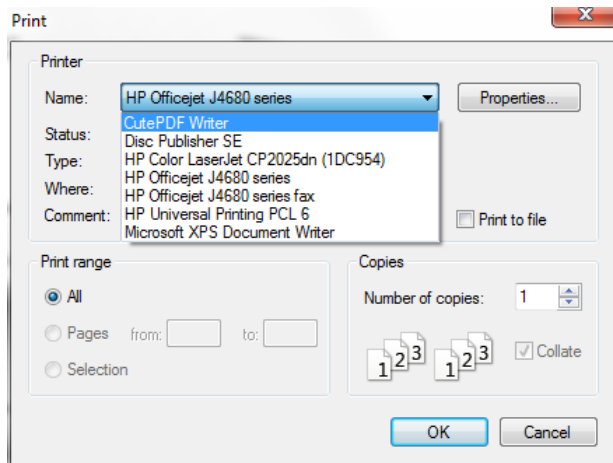 Print
x
Printer
Name: HP Officejet J4680 series Properties...
CutePDF Writer
Status: Disc Publisher SE
Type: HP Color LaserJet CP2025dn (1DC954)
HP Officejet J4680 series
Where: HP Officejet J4680 series fax
Comment: HP Universal Printing PCL 6 Print to file
Microsoft XPS Document Writer
Print range
All
Pages from: to:
Selection
Copies
Number of copies: 1
1 2 3 1 2 3 Collate
OK Cancel